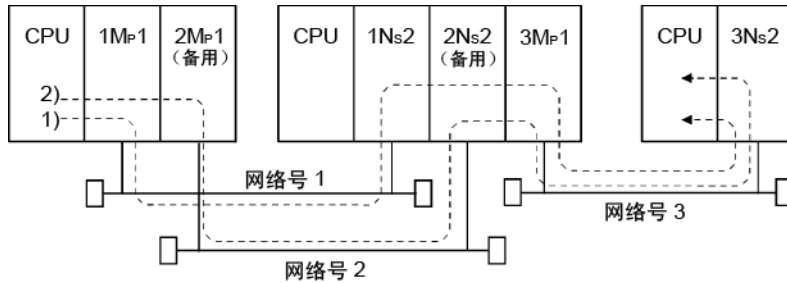 CPU
1MP1
2MP1
（备用）
CPU
1NS2
2NS2
（备用）
3MP1
CPU
3NS2
2)
1)
网络号 1
网络号 3
网络号 2